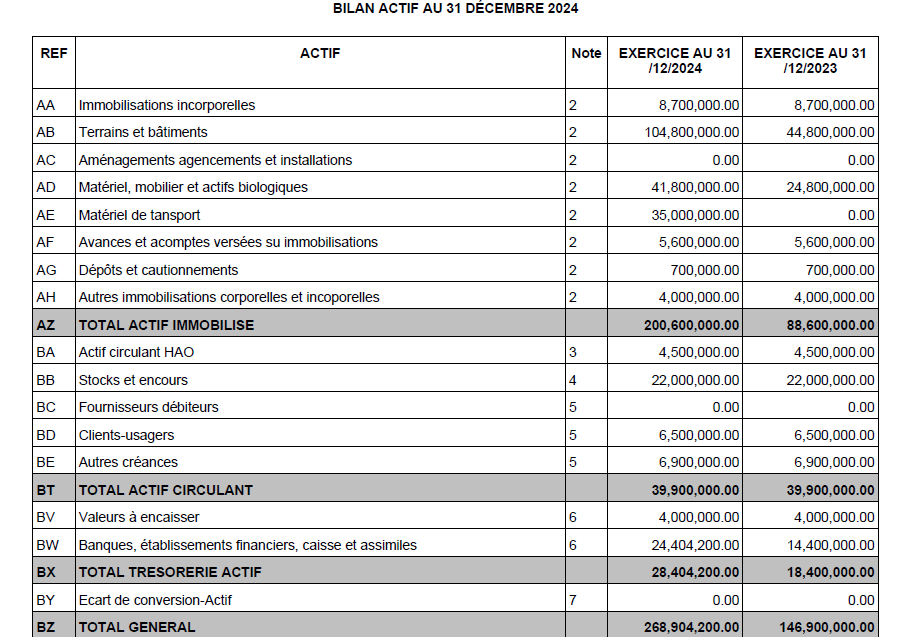 BILAN ACTIF AU 31 DÉCEMBRE 2024
REF ACTIF Note EXERCICE AU 31 /12/2024 EXERCICE AU 31 /12/2023
AA Immobilisations incorporelles 2 8,700,000.00 8,700,000.00
AB Terrains et bâtiments 2 104,800,000.00 44,800,000.00
AC Aménagements agencements et installations 2 0.00 0.00
AD Matériel, mobilier et actifs biologiques 2 41,800,000.00 24,800,000.00
AE Matériel de tansport 2 35,000,000.00 0.00
AF Avances et acomptes versées su immobilisations 2 5,600,000.00 5,600,000.00
AG Dépôts et cautionnements 2 700,000.00 700,000.00
AH Autres immobilisations corporelles et incoporelles 2 4,000,000.00 4,000,000.00
AZ TOTAL ACTIF IMMOBILISE 200,600,000.00 88,600,000.00
BA Actif circulant HAO 3 4,500,000.00 4,500,000.00
BB Stocks et encours 4 22,000,000.00 22,000,000.00
BC Fournisseurs débiteurs 5 0.00 0.00
BD Clients-usagers 5 6,500,000.00 6,500,000.00
BE Autres créances 5 6,900,000.00 6,900,000.00
BT TOTAL ACTIF CIRCULANT 39,900,000.00 39,900,000.00
BV Valeurs à encaisser 6 4,000,000.00 4,000,000.00
BW Banques, établissements financiers, caisse et assimiles 6 24,404,200.00 14,400,000.00
BX TOTAL TRESORERIE ACTIF 28,404,200.00 18,400,000.00
BY Ecart de conversion-Actif 7 0.00 0.00
BZ TOTAL GENERAL 268,904,200.00 146,900,000.00